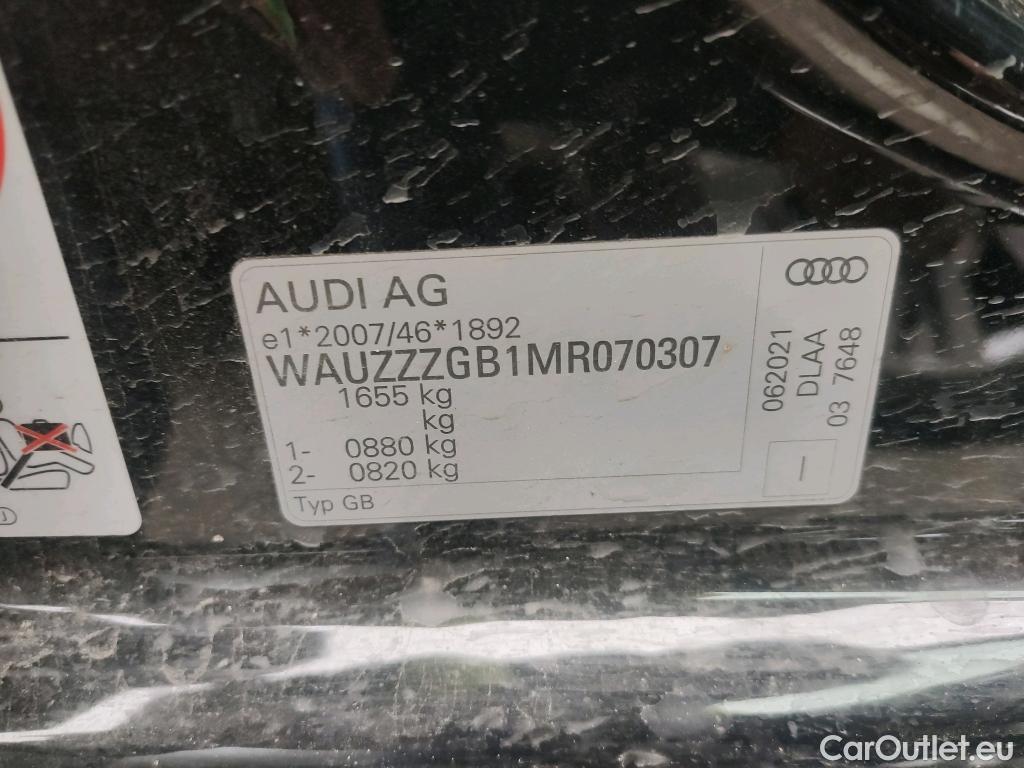 AUDI AG
e1*2007/46*1892
WAUZZZGB1MR070307
1655 kg
kg
1- 0880 kg
2- 0820 kg
Typ GB
062021
DLAA
03 7648
CarOutlet.eu